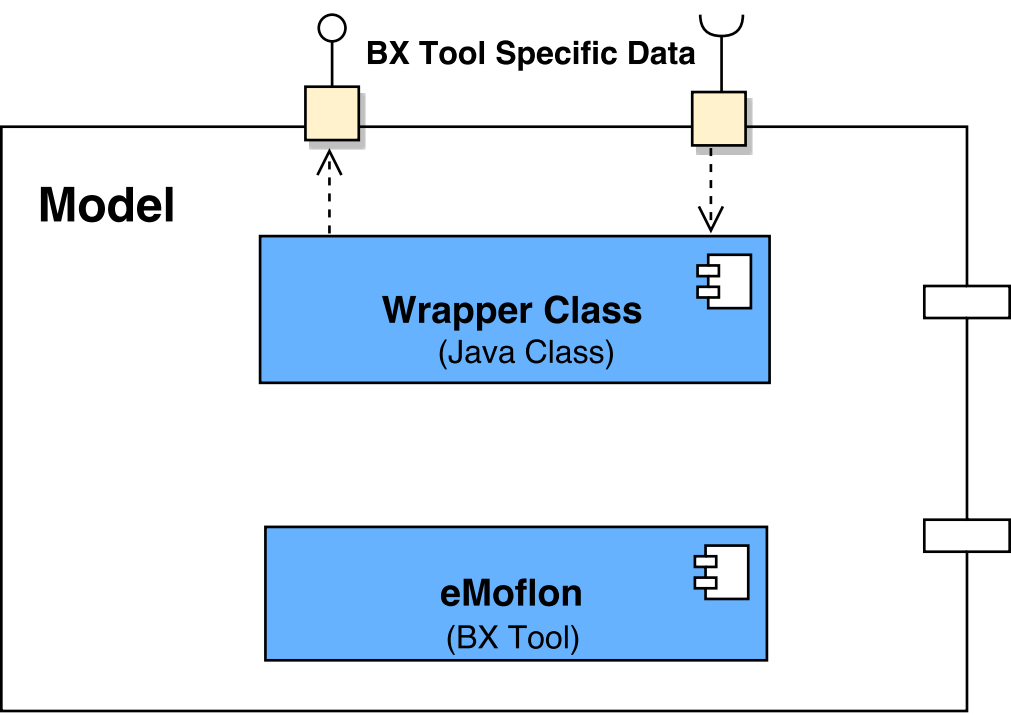 BX Tool Specific Data
Model
Wrapper Class
(Java Class)
eMoflon
(BX Tool)